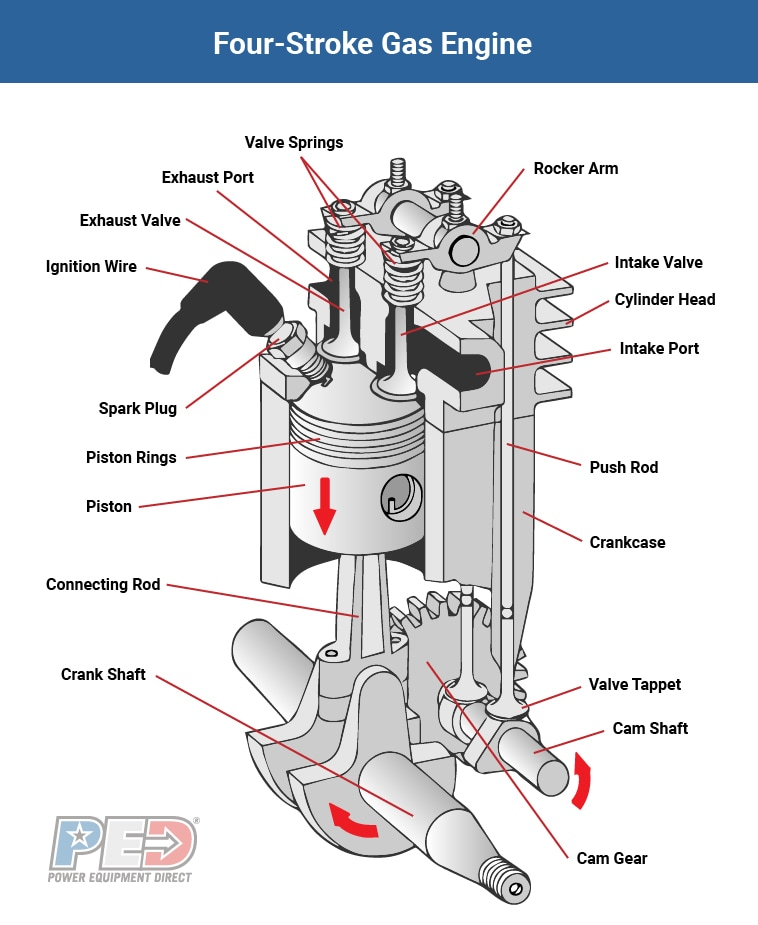 Four-Stroke Gas Engine
Valve Springs
Exhaust Port
Rocker Arm
Exhaust Valve
Ignition Wire
Intake Valve
Cylinder Head
Intake Port
Spark Plug
Piston Rings
Push Rod
Piston
Crankcase
Connecting Rod
Crank Shaft
Valve Tappet
Cam Shaft
PED®
POWER EQUIPMENT DIRECT
Cam Gear